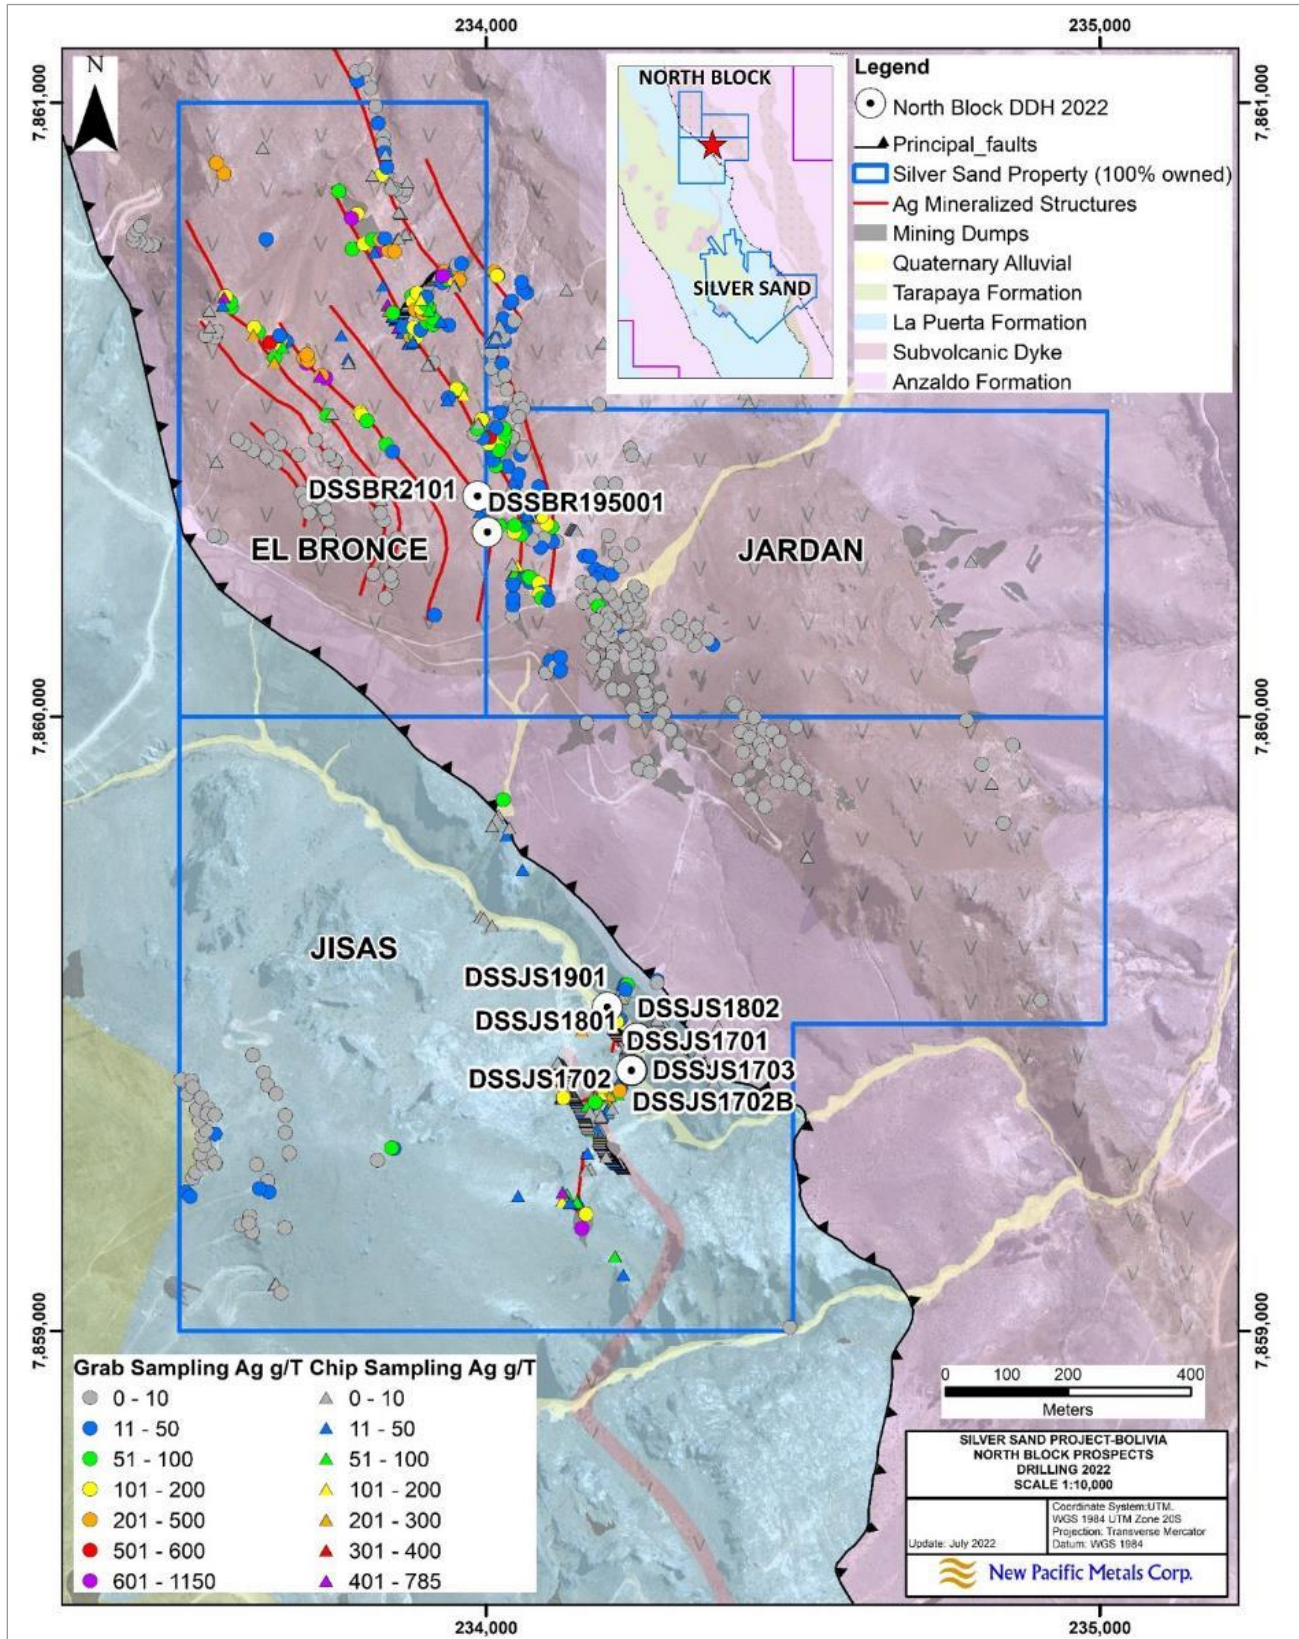 234,000
235,000
N
7,861,000
7,861,000
NORTH BLOCK
SILVER SAND
Legend
North Block DDH 2022
Principal_faults
Silver Sand Property (100% owned)
Ag Mineralized Structures
Mining Dumps
Quaternary Alluvial
Tarapaya Formation
La Puerta Formation
Subvolcanic Dyke
Anzaldo Formation
DSSBR2101
DSSBR195001
EL BRONCE
JARDAN
7,860,000
7,860,000
JISAS
DSSJS1901
DSSJS1802
DSSJS1801
DSSJS1701
DSSJS1703
DSSJS1702
DSSJS1702B
7,859,000
7,859,000
Grab Sampling Ag g/T Chip Sampling Ag g/T
0 - 10 0 - 10
11 - 50 11 - 50
51 - 100 51 - 100
101 - 200 101 - 200
201 - 500 201 - 300
501 - 600 301 - 400
601 - 1150 401 - 785
0 100 200 400
Meters
SILVER SAND PROJECT-BOLIVIA
NORTH BLOCK PROSPECTS
DRILLING 2022
SCALE 1:10,000
Update: July 2022
Coordinate System:UTM.
WGS 1984 UTM Zone 20S
Projection: Transverse Mercator
Datum: WGS 1984
New Pacific Metals Corp.
234,000
235,000